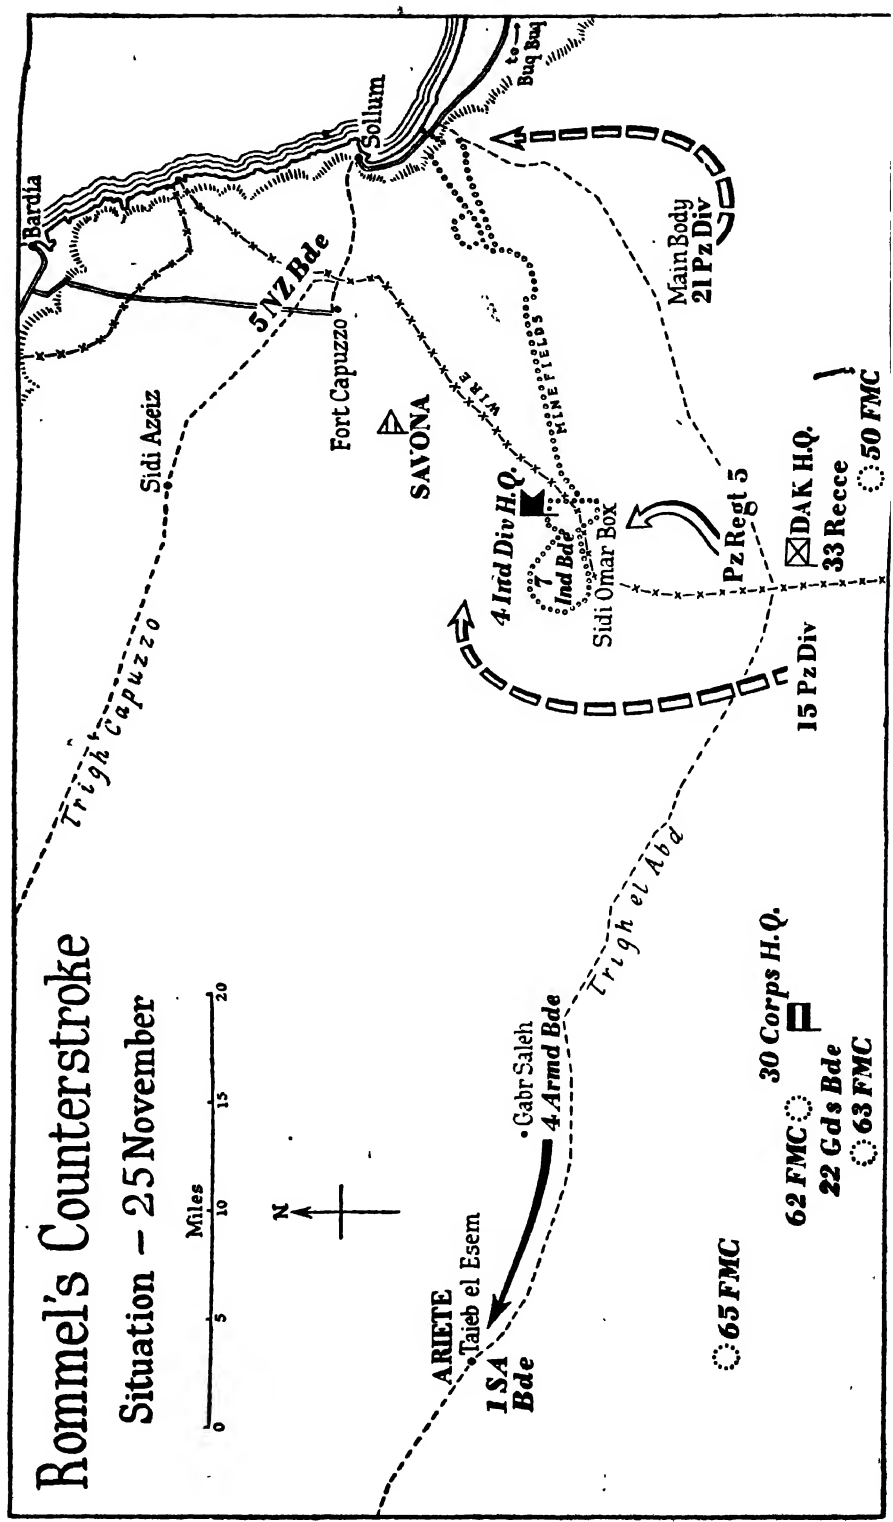 Rommel's Counterstroke
Situation – 25 November
Miles
0 5 10 15 20
N
Bardia
Sollum
to →
Buq Buq
Sidi Azeiz
5 NZ Bde
Fort Capuzzo
Trigh Capuzzo
SAVONA
WIRE
MINEFIELDS
4 Ind Div H.Q.
7
Ind Bde
Sidi Omar Box
Main Body
21 Pz Div
Pz Regt 5
DAK H.Q.
33 Recce
50 FMC
15 Pz Div
Trigh el Abd
Gabr Saleh
4 Armd Bde
ARIETE
Taieb el Esem
1 SA
Bde
30 Corps H.Q.
62 FMC
22 Gds Bde
63 FMC
65 FMC